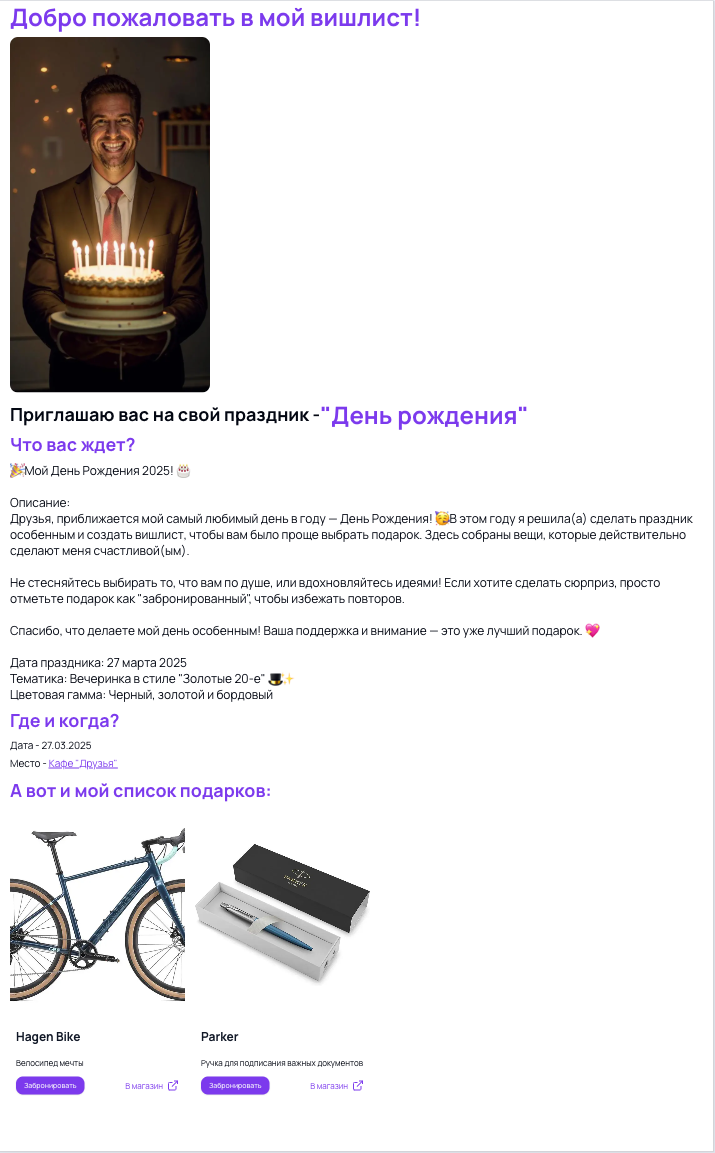 Добро пожаловать в мой вишлист!
Приглашаю вас на свой праздник -"День рождения"
Что вас ждет?
🎉Мой День Рождения 2025! 🎂
Описание:
Друзья, приближается мой самый любимый день в году — День Рождения! 🥳В этом году я решила(а) сделать праздник
особенным и создать вишлист, чтобы вам было проще выбрать подарок. Здесь собраны вещи, которые действительно
сделают меня счастливой(ым).
Не стесняйтесь выбирать то, что вам по душе, или вдохновляйтесь идеями! Если хотите сделать сюрприз, просто
отметьте подарок как "забронированный", чтобы избежать повторов.
Спасибо, что делаете мой день особенным! Ваша поддержка и внимание — это уже лучший подарок. 💖
Дата праздника: 27 марта 2025
Тематика: Вечеринка в стиле "Золотые 20-е" 🎩✨
Цветовая гамма: Черный, золотой и бордовый
Где и когда?
Дата - 27.03.2025
Место - Кафе "Друзья"
А вот и мой список подарков:
PARKER
Hagen Bike
Parker
Велосипед мечты
Ручка для подписания важных документов
Забронировать
В магазин
Забронировать
В магазин